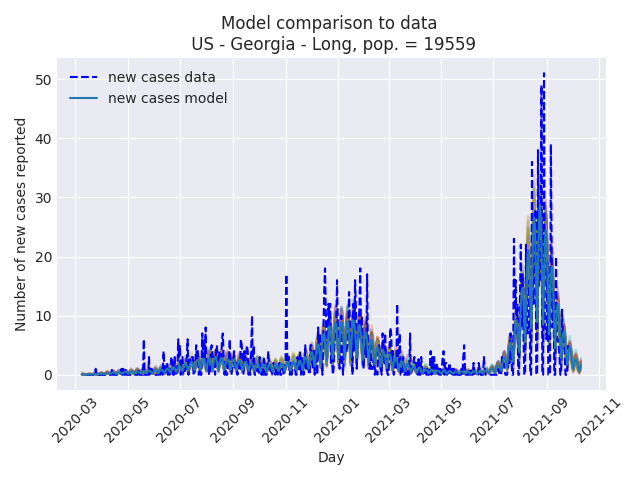 Model comparison to data
US - Georgia - Long, pop. = 19559
new cases data
new cases model
Number of new cases reported
50
40
30
20
10
0
2020-03
2020-05
2020-07
2020-09
2020-11
2021-01
2021-03
2021-05
2021-07
2021-09
2021-11
Day